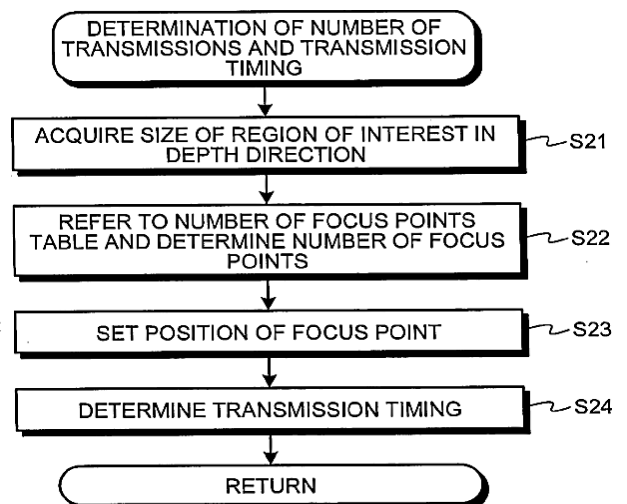 DETERMINATION OF NUMBER OF
TRANSMISSIONS AND TRANSMISSION
TIMING
ACQUIRE SIZE OF REGION OF INTEREST IN
DEPTH DIRECTION
S21
REFER TO NUMBER OF FOCUS POINTS
TABLE AND DETERMINE NUMBER OF FOCUS
POINTS
S22
SET POSITION OF FOCUS POINT
S23
DETERMINE TRANSMISSION TIMING
S24
RETURN